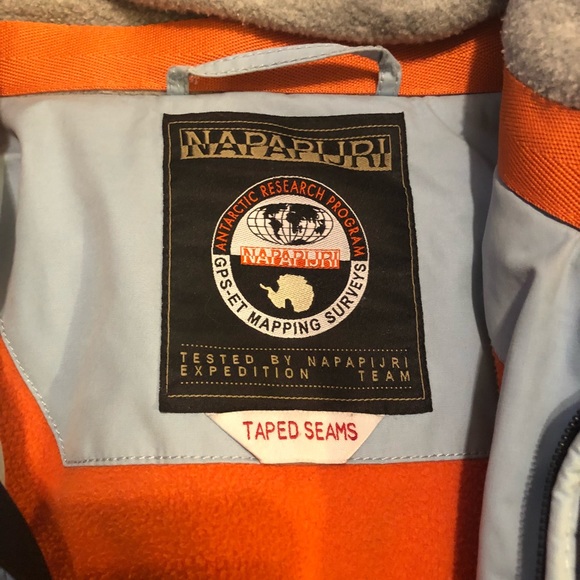 NAPAPIJRI
ANTARCTIC RESEARCH PROGRAM
NAPAPIJRI
GPS-ET MAPPING SURVEYS
TESTED BY NAPAPIJRI
EXPEDITION TEAM
TAPED SEAMS